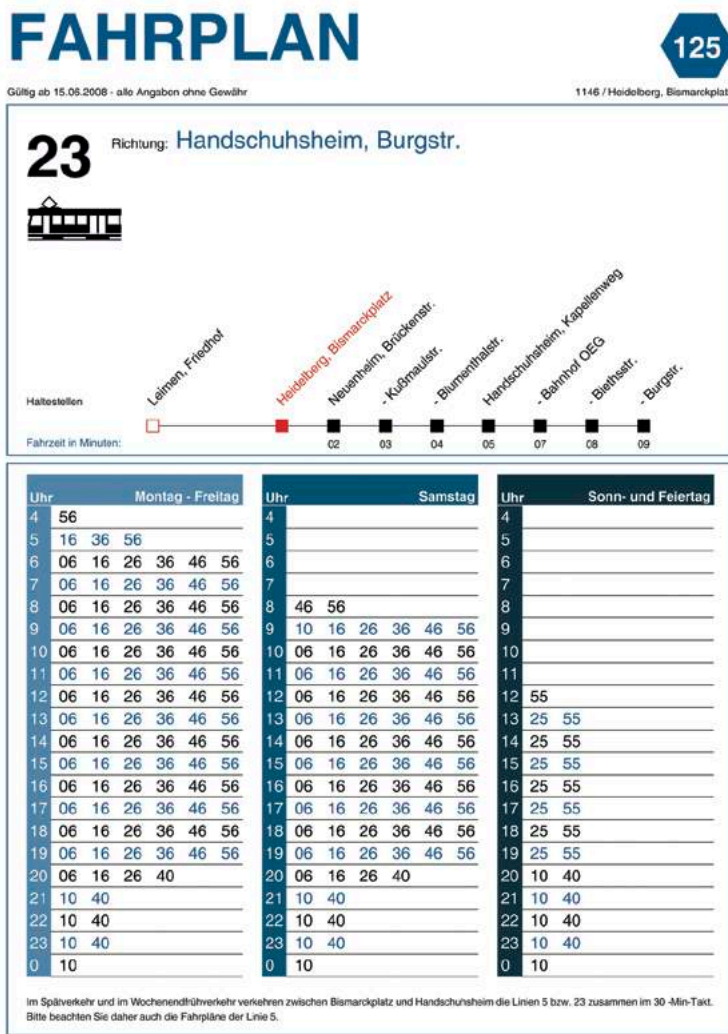 FAHRPLAN
125
Gültig ab 15.06.2008 - alle Angaben ohne Gewähr
1146 / Heidelberg, Bismarckplat
23 Richtung: Handschuhsheim, Burgstr.
Haltestellen
Leimen, Friedhof
Heidelberg, Bismarckplatz
Neuenheim, Brückenstr.
- Kußmaulstr.
- Blumenthalstr.
Handschuhsheim, Kapellenweg
- Bahnhof OEG
- Biethsstr.
- Burgstr.
Fahrzeit in Minuten: 02 03 04 05 07 08 09
Uhr Montag - Freitag
4 56
5 16 36 56
6 06 16 26 36 46 56
7 06 16 26 36 46 56
8 06 16 26 36 46 56
9 06 16 26 36 46 56
10 06 16 26 36 46 56
11 06 16 26 36 46 56
12 06 16 26 36 46 56
13 06 16 26 36 46 56
14 06 16 26 36 46 56
15 06 16 26 36 46 56
16 06 16 26 36 46 56
17 06 16 26 36 46 56
18 06 16 26 36 46 56
19 06 16 26 36 46 56
20 06 16 26 40
21 10 40
22 10 40
23 10 40
0 10
Uhr Samstag
4
5
6
7
8 46 56
9 10 16 26 36 46 56
10 06 16 26 36 46 56
11 06 16 26 36 46 56
12 06 16 26 36 46 56
13 06 16 26 36 46 56
14 06 16 26 36 46 56
15 06 16 26 36 46 56
16 06 16 26 36 46 56
17 06 16 26 36 46 56
18 06 16 26 36 46 56
19 06 16 26 36 46 56
20 06 16 26 40
21 10 40
22 10 40
23 10 40
0 10
Uhr Sonn- und Feiertag
4
5
6
7
8
9
10
11
12 55
13 25 55
14 25 55
15 25 55
16 25 55
17 25 55
18 25 55
19 25 55
20 10 40
21 10 40
22 10 40
23 10 40
0 10
Im Spätverkehr und im Wochenendfrühverkehr verkehren zwischen Bismarckplatz und Handschuhsheim die Linien 5 bzw. 23 zusammen im 30 -Min-Takt.
Bitte beachten Sie daher auch die Fahrpläne der Linie 5.